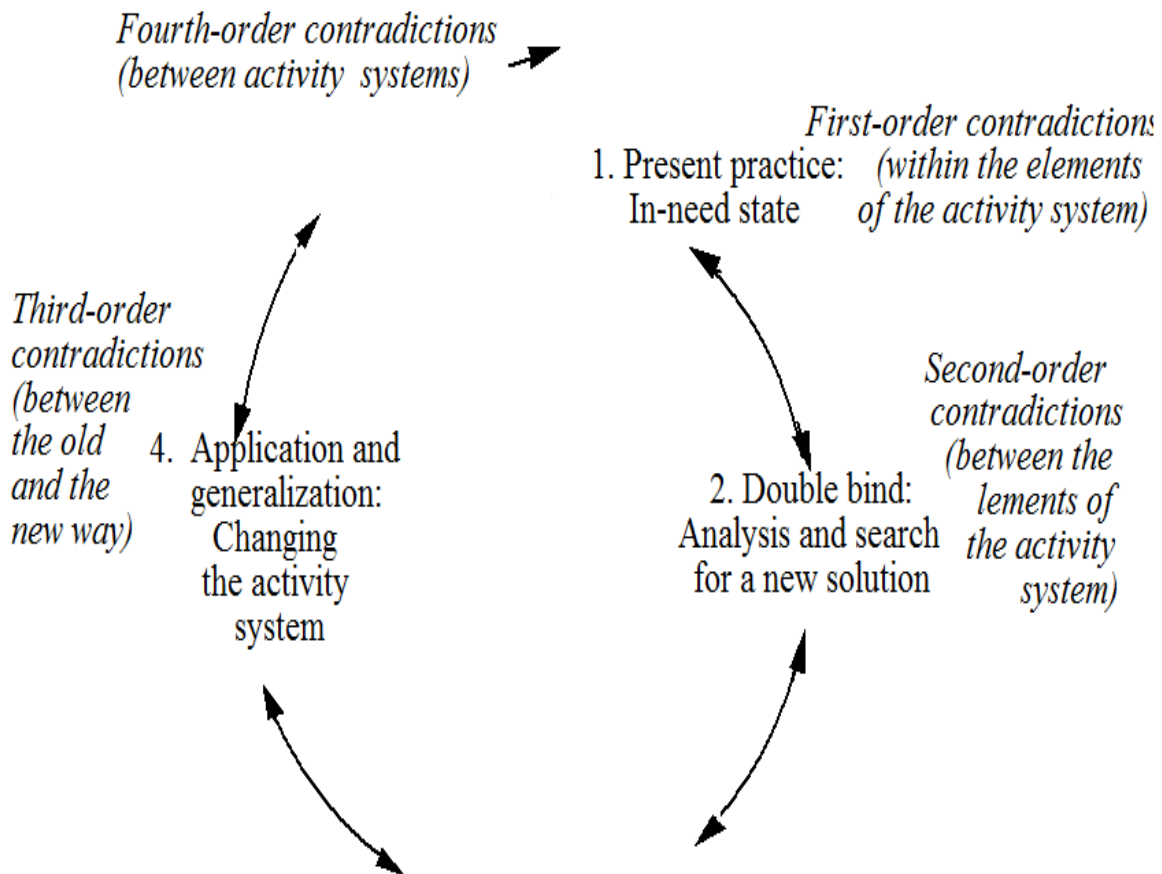 Fourth-order contradictions
(between activity systems)
First-order contradictions
(within the elements
of the activity system)
1. Present practice:
In-need state
Second-order
contradictions
(between the
lements of
the activity
system)
2. Double bind:
Analysis and search
for a new solution
Third-order
contradictions
(between
the old
and the
new way)
4. Application and
generalization:
Changing
the activity
system